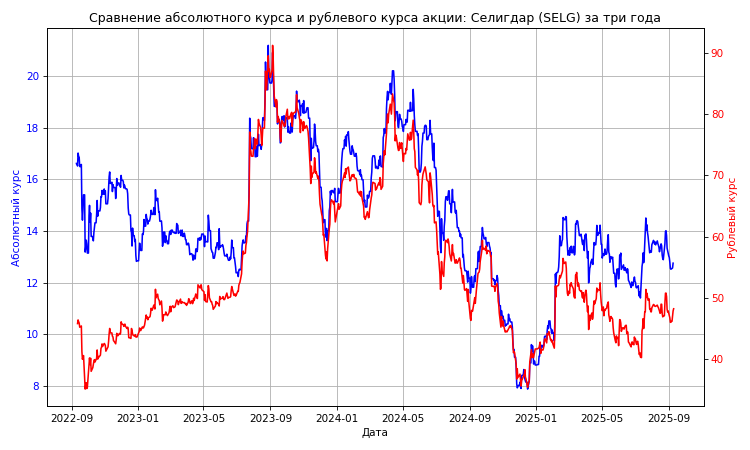 Сравнение абсолютного курса и рублевого курса акции: Селигдар (SELG) за три года
Абсолютный курс
20
18
16
14
12
10
8
90
80
70
60
50
40
Рублевый курс
2022-09 2023-01 2023-05 2023-09 2024-01 2024-05 2024-09 2025-01 2025-05 2025-09
Дата